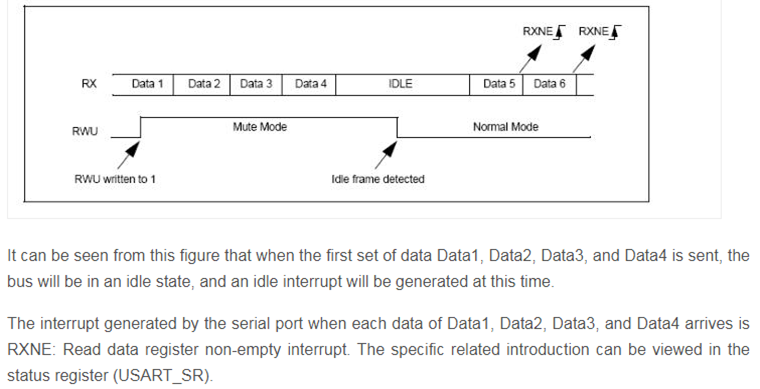 RXNE RXNE
RX Data 1 Data 2 Data 3 Data 4 IDLE Data 5 Data 6
RWU Mute Mode Normal Mode
RWU written to 1 Idle frame detected
It can be seen from this figure that when the first set of data Data1, Data2, Data3, and Data4 is sent, the
bus will be in an idle state, and an idle interrupt will be generated at this time.
The interrupt generated by the serial port when each data of Data1, Data2, Data3, and Data4 arrives is
RXNE: Read data register non-empty interrupt. The specific related introduction can be viewed in the
status register (USART_SR).